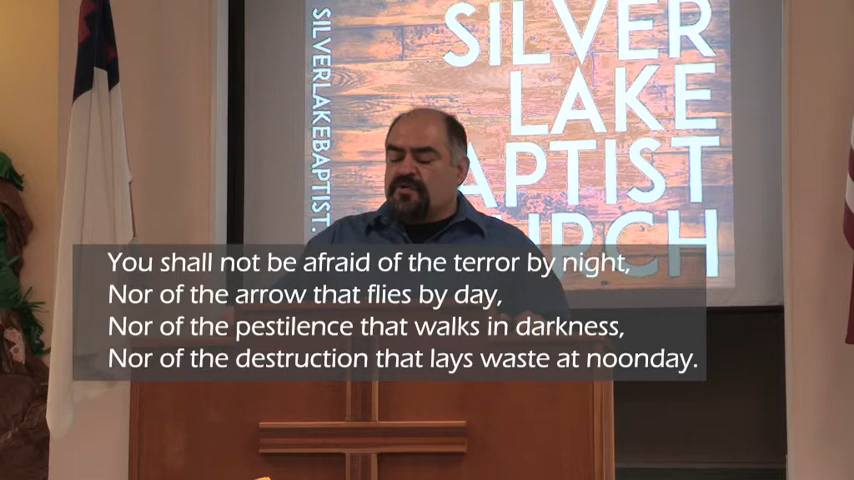 SILVERLAKEBAPTIST.
SILVER
LAKE
BAPTIST
CHURCH
You shall not be afraid of the terror by night,
Nor of the arrow that flies by day,
Nor of the pestilence that walks in darkness,
Nor of the destruction that lays waste at noonday.